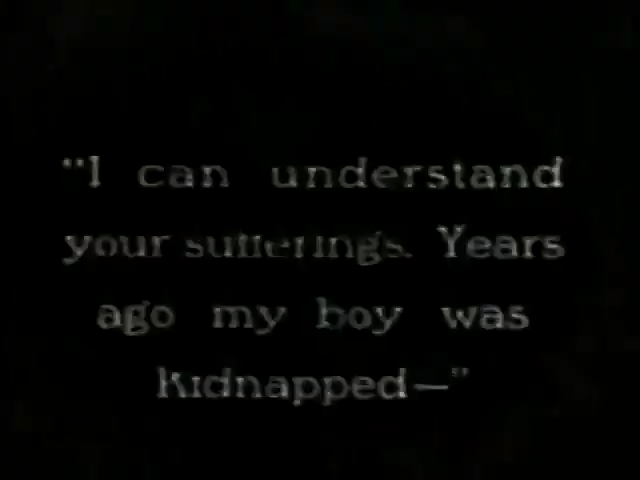 "I can understand
your sufferings. Years
ago my boy was
kidnapped—"